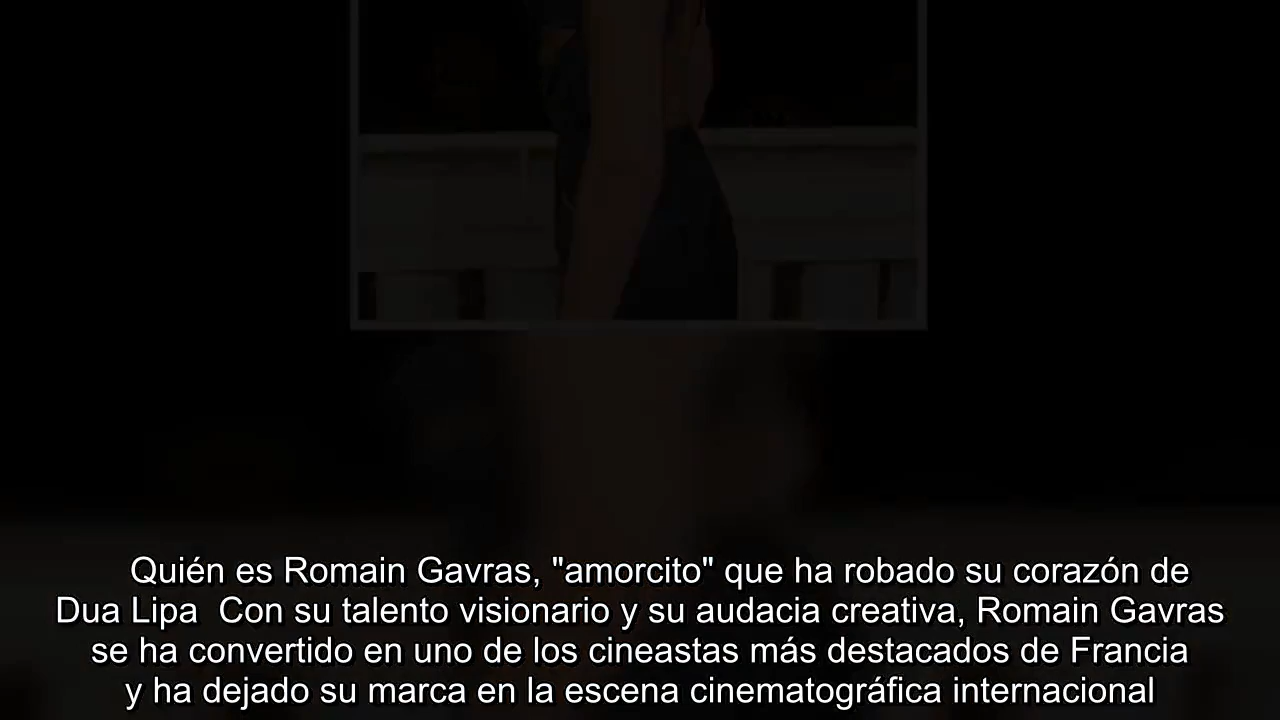 Quién es Romain Gavras, "amorcito" que ha robado su corazón de
Dua Lipa  Con su talento visionario y su audacia creativa, Romain Gavras
se ha convertido en uno de los cineastas más destacados de Francia
y ha dejado su marca en la escena cinematográfica internacional